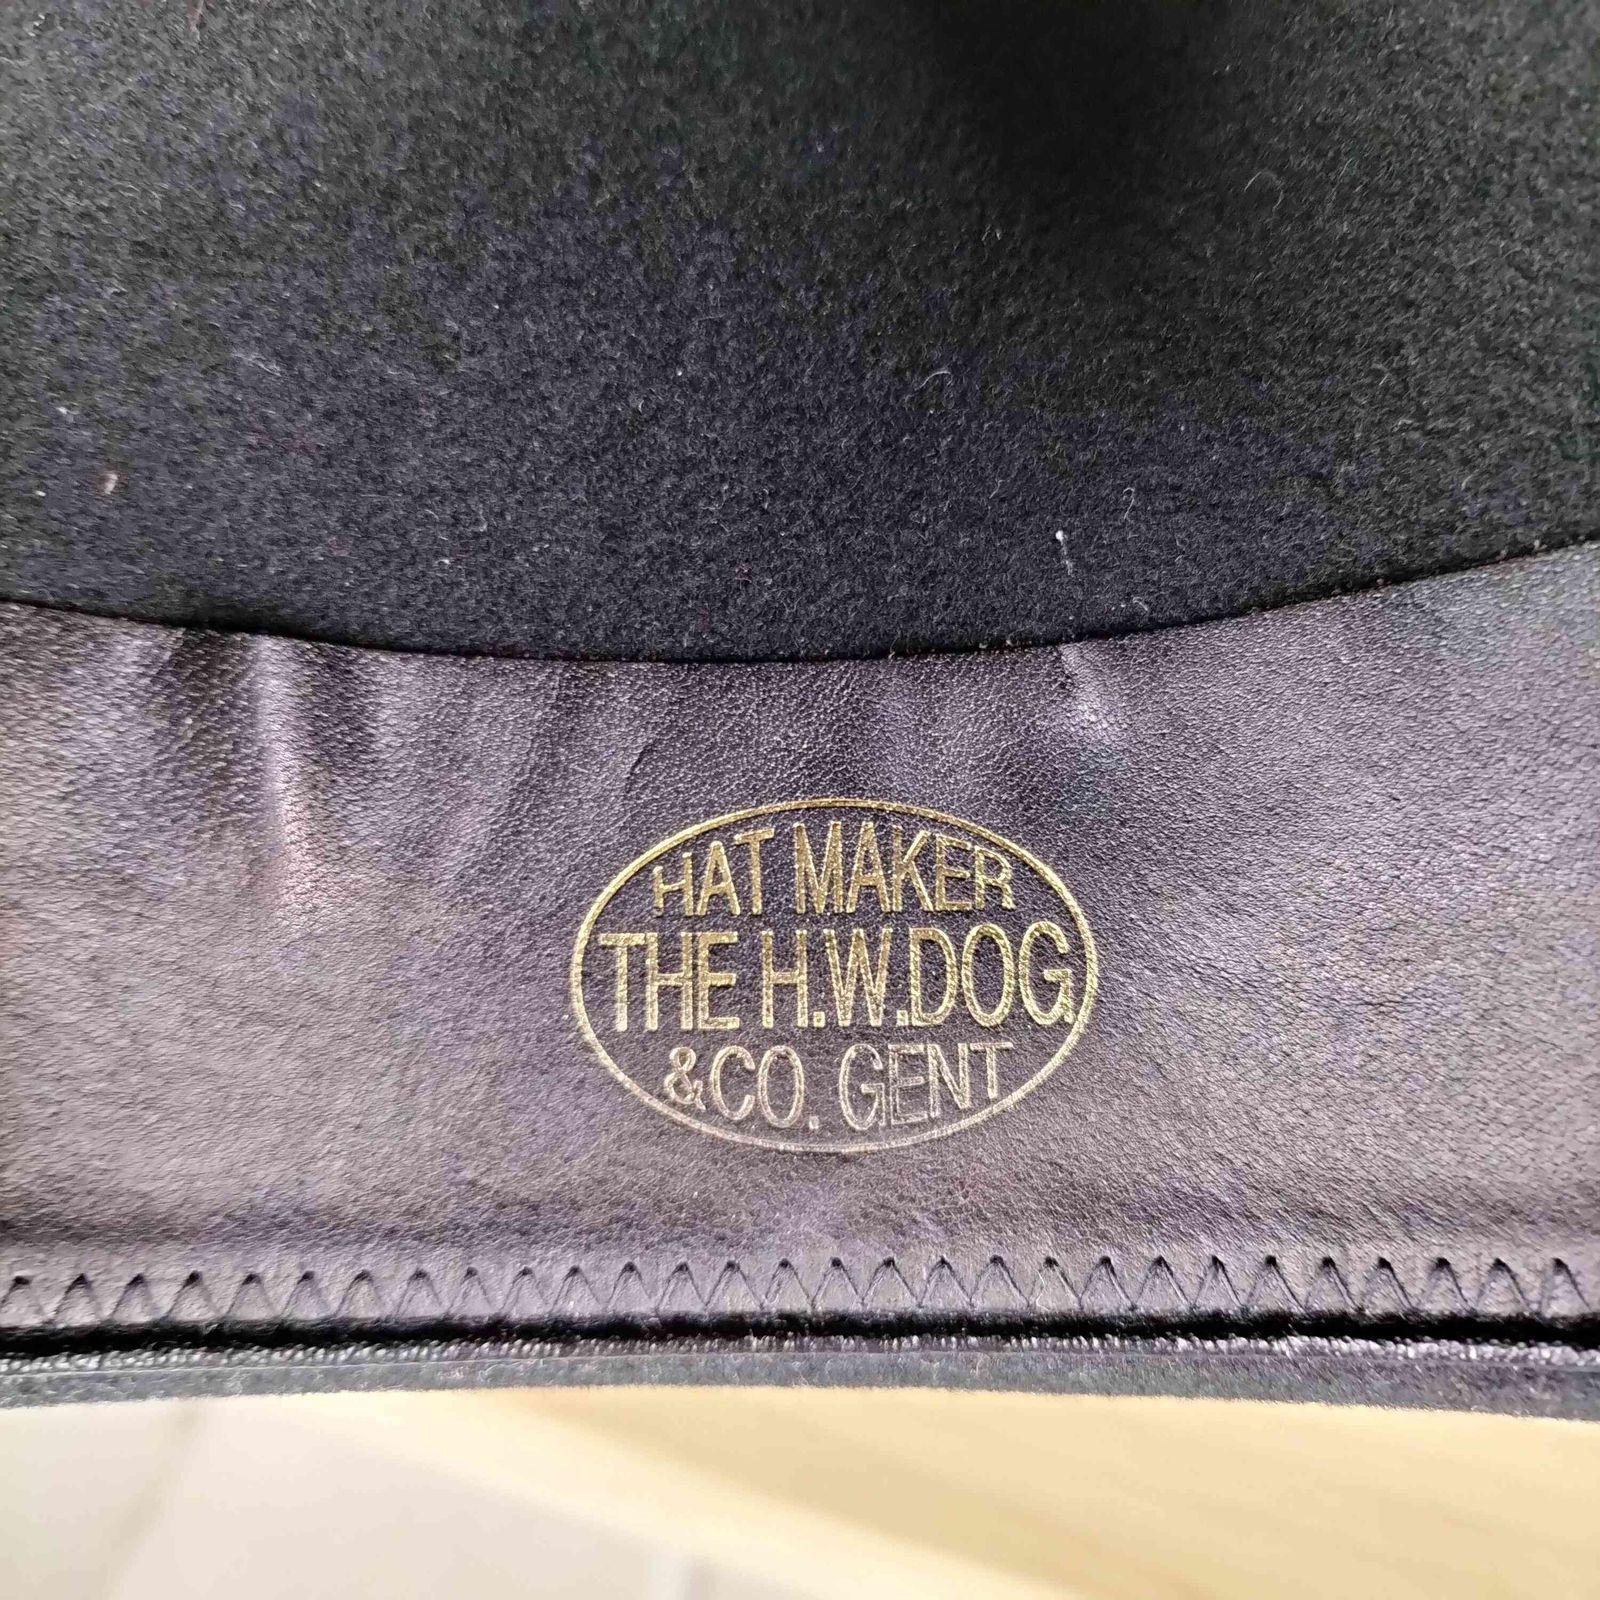 HAT MAKER
THE H.W.DOG.
&CO. GENT